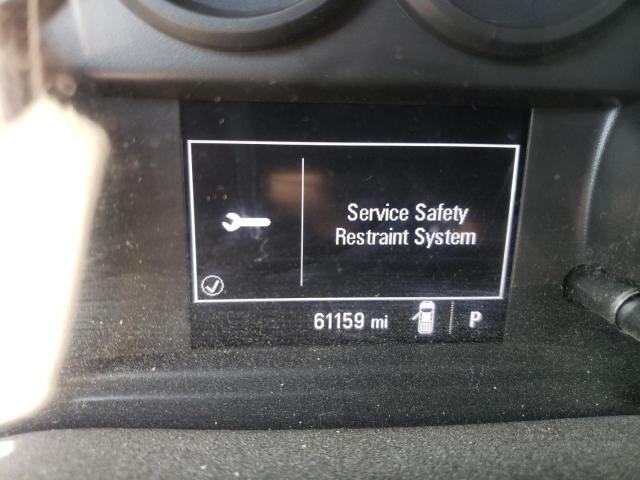 Service Safety
Restraint System
61159 mi P